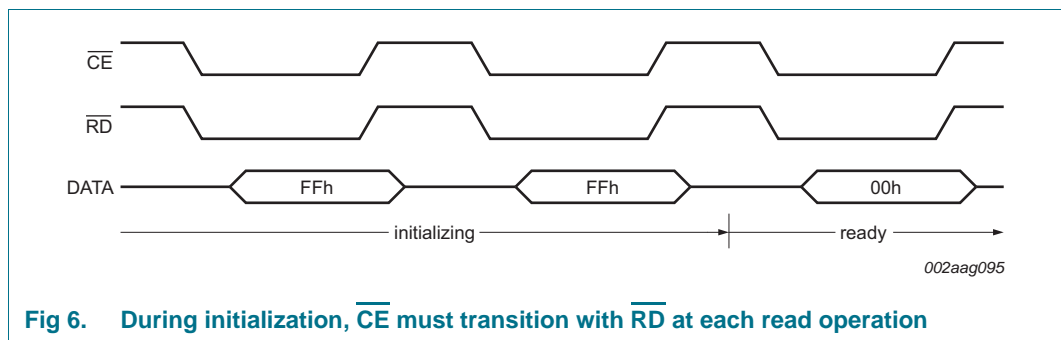 CE
RD
DATA
FFh
FFh
00h
initializing
ready
002aag095
Fig 6. During initialization, CE must transition with RD at each read operation